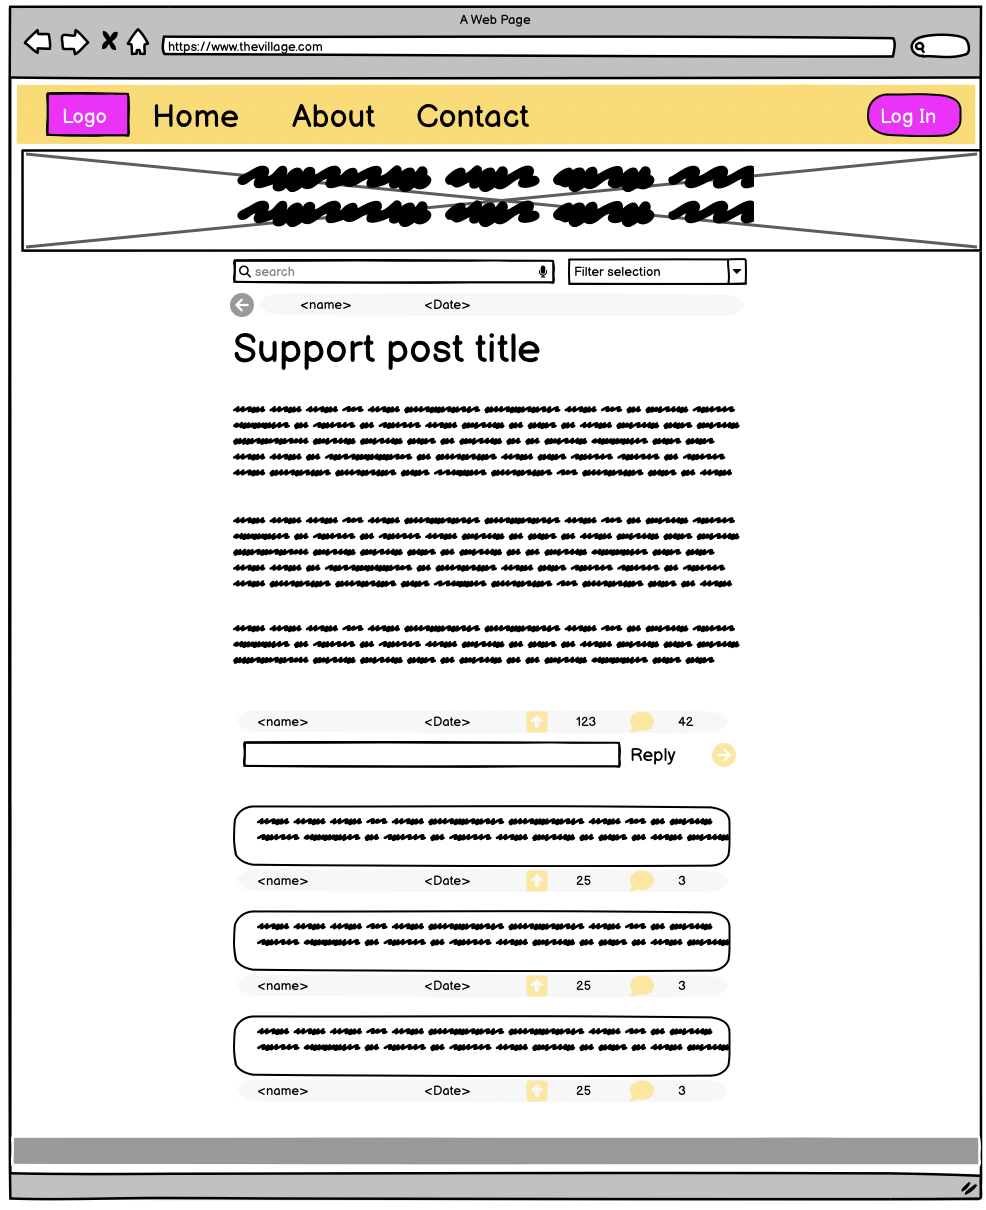 A Web Page
https://www.thevillage.com
Logo Home About Contact Log In
search Filter selection
<name> <Date>
Support post title
<name> <Date> 123 42
Reply
<name> <Date> 25 3
<name> <Date> 25 3
<name> <Date> 25 3